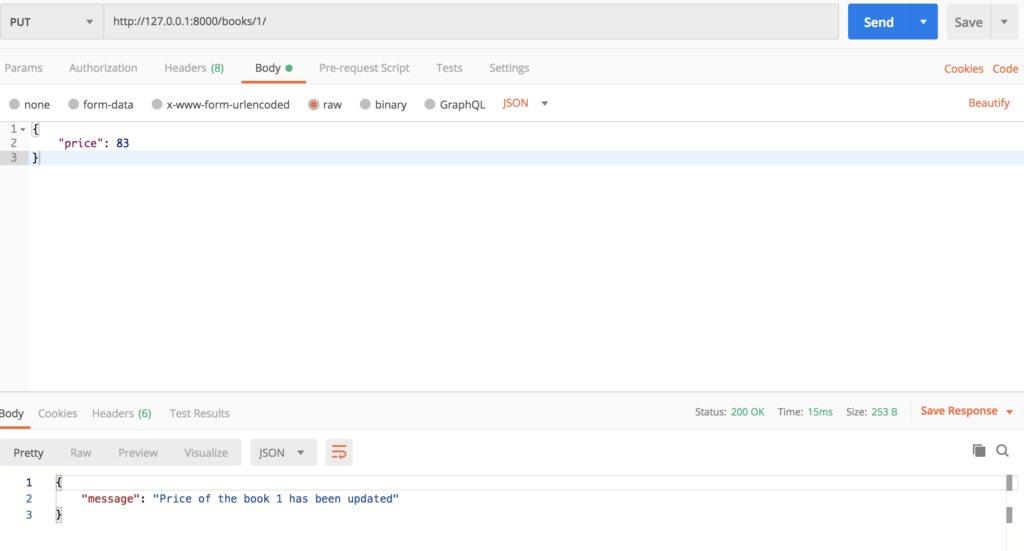 PUT http://127.0.0.1:8000/books/1/ Send Save
Params Authorization Headers (8) Body Pre-request Script Tests Settings Cookies Code
none form-data x-www-form-urlencoded raw binary GraphQL JSON Beautify
1 {
2 "price": 83
3 }
Body Cookies Headers (6) Test Results Status: 200 OK Time: 15ms Size: 253 B Save Response
Pretty Raw Preview Visualize JSON
1 {
2 "message": "Price of the book 1 has been updated"
3 }